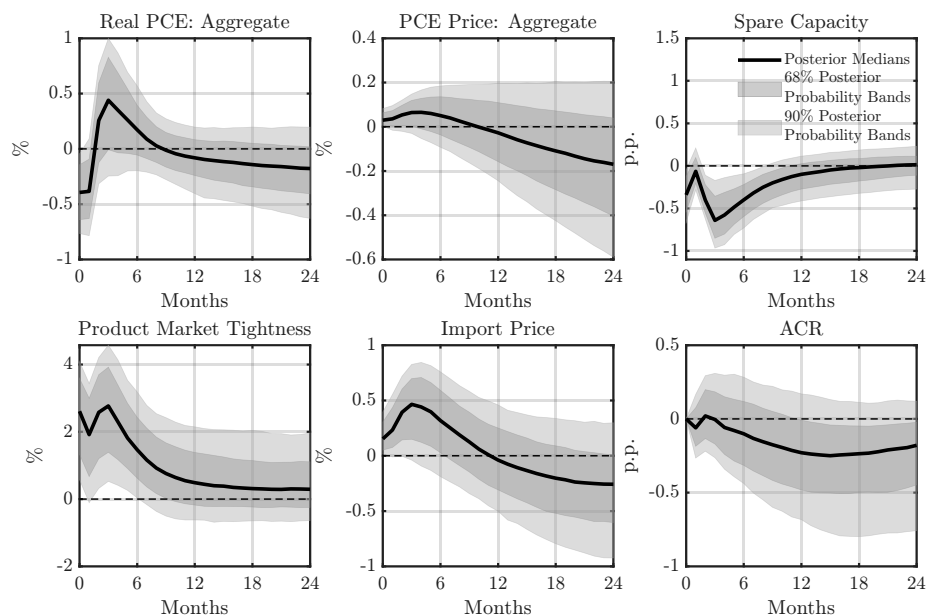 Real PCE: Aggregate
1
0.5
0
-0.5
-1
%
0 6 12 18 24
Months
PCE Price: Aggregate
0.4
0.2
0
-0.2
-0.4
0.6
%
0 6 12 18 24
Months
Spare Capacity
1.5
1
0.5
0
-0.5
-1
p.p.
Posterior Medians
68% Posterior
Probability Bands
90% Posterior
Probability Bands
0 6 12 18 24
Months
Product Market Tightness
4
2
0
-2
%
0 6 12 18 24
Months
Import Price
1
0.5
0
-0.5
-1
%
0 6 12 18 24
Months
ACR
0.5
0
-0.5
-1
p.p.
0 6 12 18 24
Months